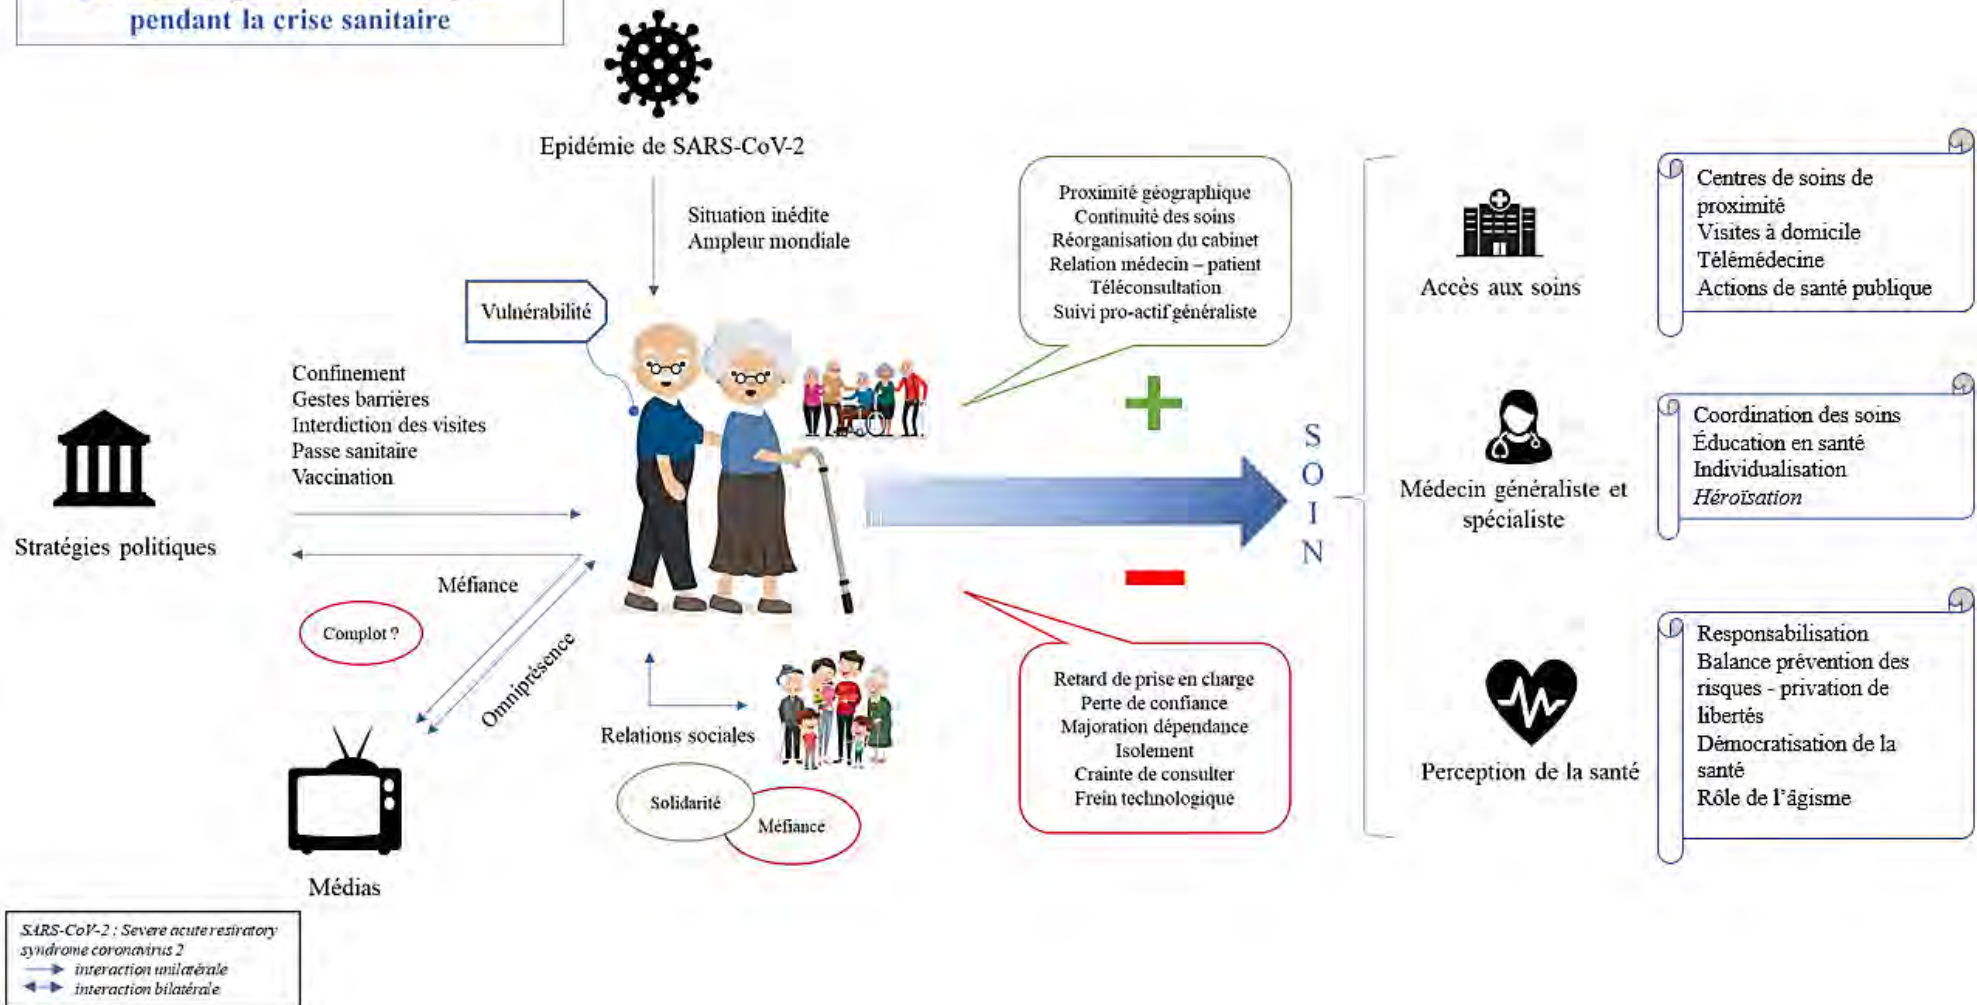 pendant la crise sanitaire
Epidémie de SARS-CoV-2
Situation inédite
Ampleur mondiale
Vulnérabilité
Confinement
Gestes barrières
Interdiction des visites
Passe sanitaire
Vaccination
Stratégies politiques
Méfiance
Complot ?
Omniprésence
Médias
Relations sociales
Solidarité
Méfiance
Proximité géographique
Continuité des soins
Réorganisation du cabinet
Relation médecin – patient
Téléconsultation
Suivi pro-actif généraliste
Retard de prise en charge
Perte de confiance
Majoration dépendance
Isolement
Crainte de consulter
Frein technologique
S
O
I
N
Accès aux soins
Centres de soins de
proximité
Visites à domicile
Télémédecine
Actions de santé publique
Médecin généraliste et
spécialiste
Coordination des soins
Éducation en santé
Individualisation
Héroïsation
Perception de la santé
Responsabilisation
Balance prévention des
risques - privation de
libertés
Démocratisation de la
santé
Rôle de l'âgisme
SARS-CoV-2 : Severe acute resiratory
syndrome coronavirus 2
interaction unilatérale
interaction bilatérale